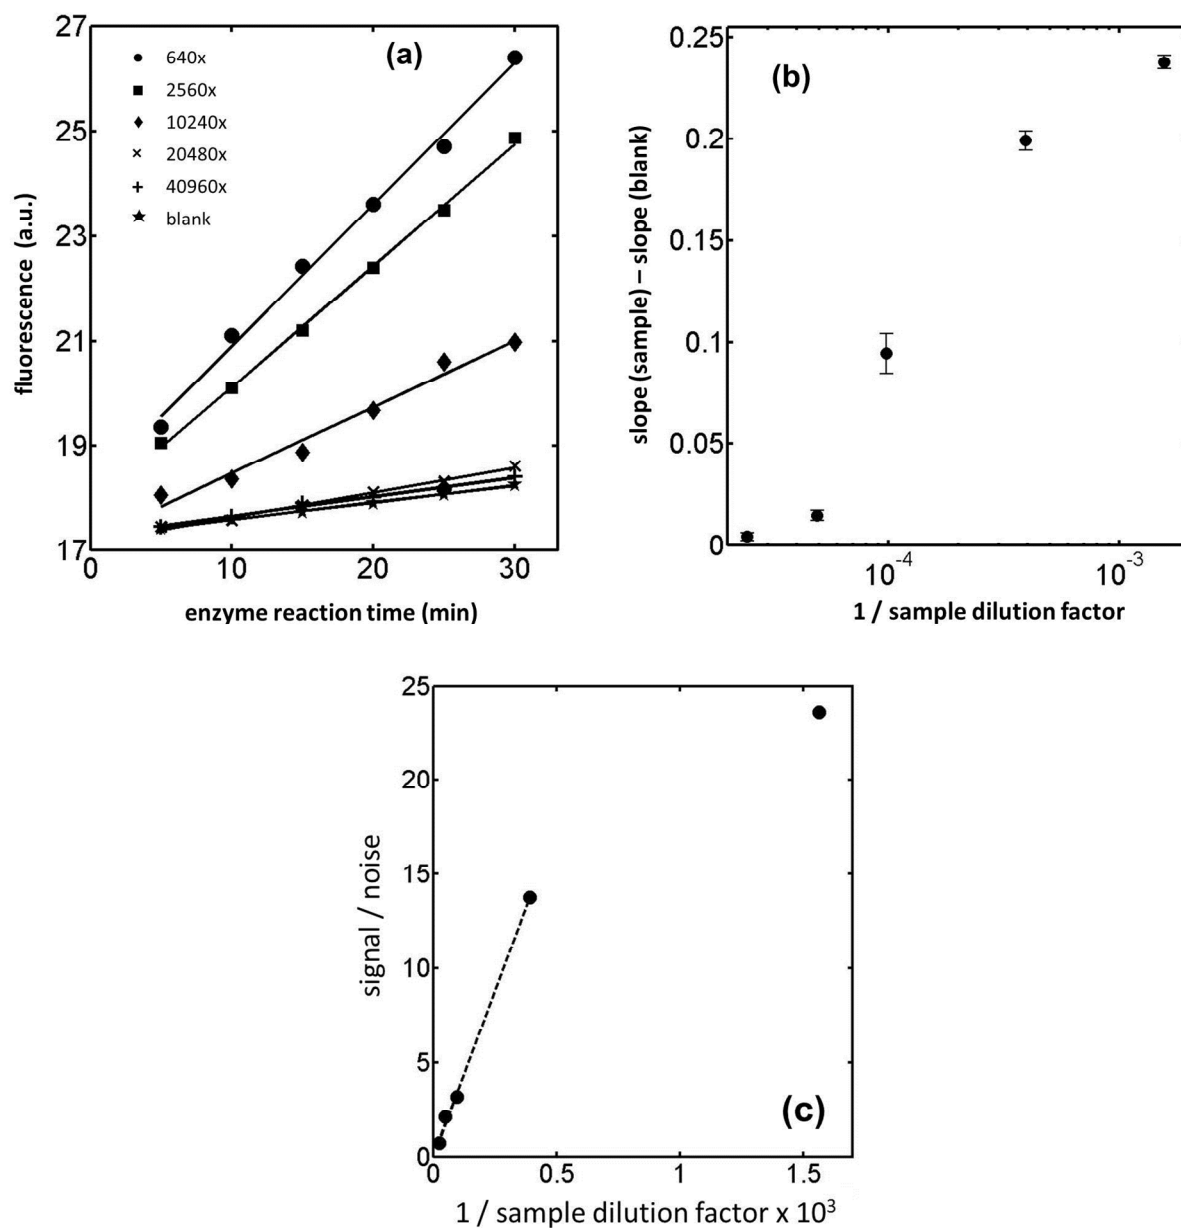 27
25
23
21
19
17
0
10
20
30
fluorescence (a.u.)
enzyme reaction time (min)
(a)
640x
2560x
10240x
20480x
40960x
blank
0.25
0.2
0.15
0.1
0.05
0
10-4
10-3
slope (sample) – slope (blank)
1 / sample dilution factor
(b)
25
20
15
10
5
0
0
0.5
1
1.5
signal / noise
(c)
1 / sample dilution factor x 10³